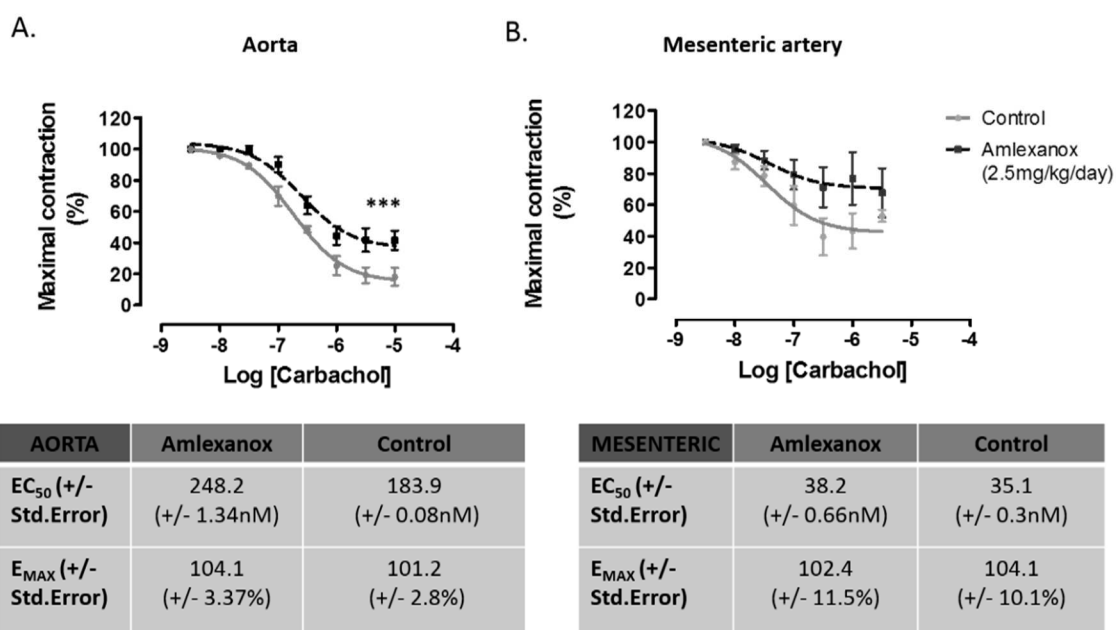 A.
Aorta
Maximal contraction
(%)
120
100
80
60
40
20
0
***
-9 -8 -7 -6 -5 -4
Log [Carbachol]
B.
Mesenteric artery
Maximal contraction
(%)
120
100
80
60
40
20
0
-9 -8 -7 -6 -5 -4
Log [Carbachol]
Control
Amlexanox
(2.5mg/kg/day)
AORTA Amlexanox Control
EC50 (+/- 248.2 183.9
Std.Error) (+/- 1.34nM) (+/- 0.08nM)
EMAX (+/- 104.1 101.2
Std.Error) (+/- 3.37%) (+/- 2.8%)
MESENTERIC Amlexanox Control
EC50 (+/- 38.2 35.1
Std.Error) (+/- 0.66nM) (+/- 0.3nM)
EMAX (+/- 102.4 104.1
Std.Error) (+/- 11.5%) (+/- 10.1%)